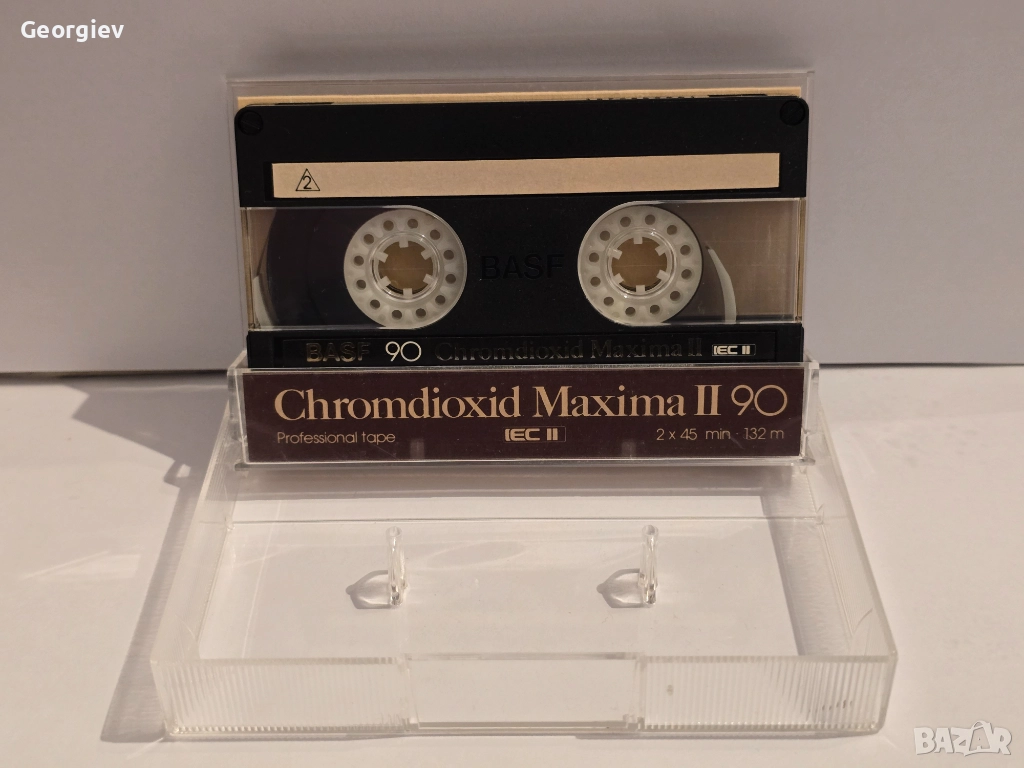 Georgiev
2
BASF
BASF 90 Chromdioxid Maxima II IEC II
Chromdioxid Maxima II 90
Professional tape IEC II 2 x 45 min - 132 m
BAZAR